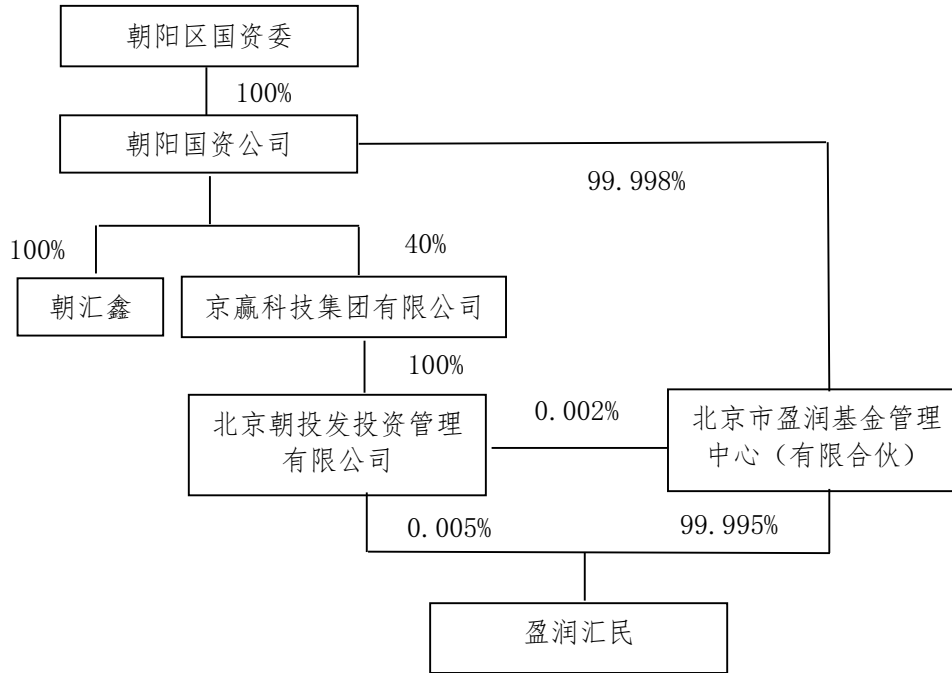 朝阳区国资委
100%
朝阳国资公司
99.998%
100%
40%
朝汇鑫
京赢科技集团有限公司
100%
北京朝投发投资管理
有限公司
0.002%
北京市盈润基金管理
中心（有限合伙）
0.005%
99.995%
盈润汇民